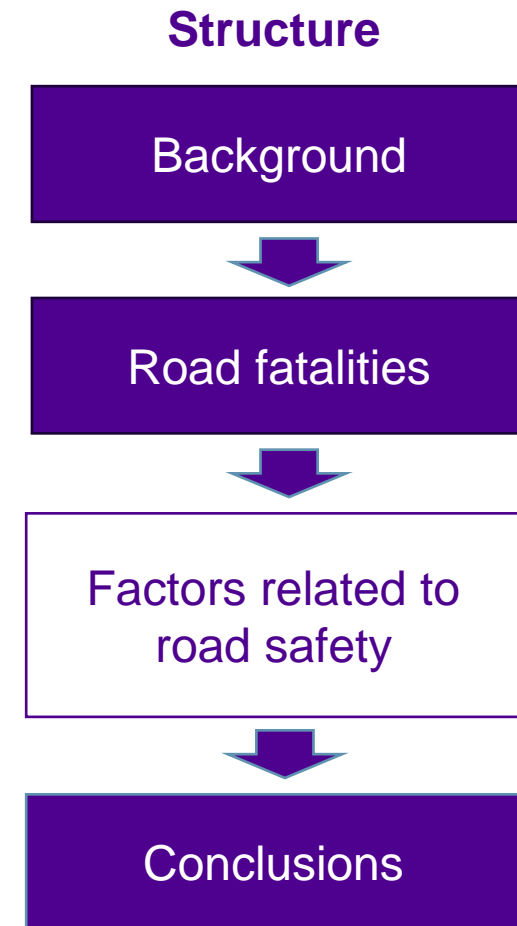 Structure
Background
Road fatalities
Factors related to
road safety
Conclusions